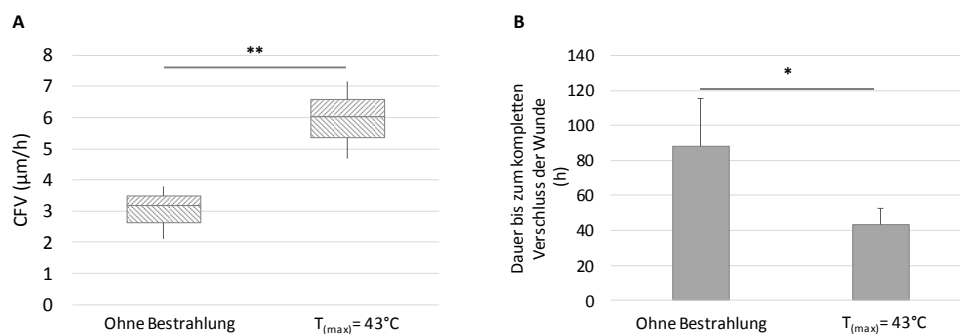 A
**
8
7
6
5
4
3
2
1
0
CFV (µm/h)
Ohne Bestrahlung
T(max)= 43°C
B
*
140
120
100
80
60
40
20
0
Dauer bis zum kompletten
Verschluss der Wunde
(h)
Ohne Bestrahlung
T(max)= 43°C